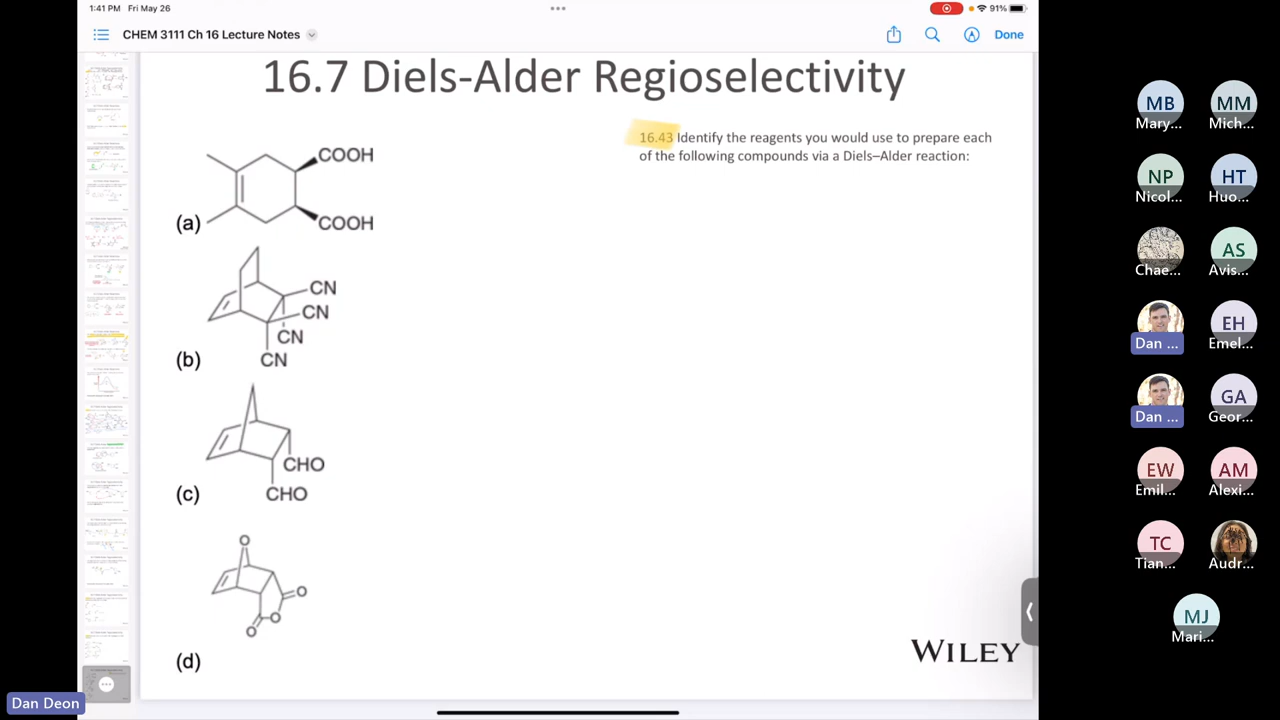 1:41 PM Fri May 26
91%
CHEM 3111 Ch 16 Lecture Notes
Done
16.7 Diels-Alder Regioselectivity
16.43 Identify the reagents you would use to prepare each
of the following compounds via a Diels–Alder reaction:
COOH
COOH
(a)
CN
CN
CN
CN
(b)
CHO
CHO
(c)
O
O
O
O
(d)
WILEY
MB
Mary...
MM
Mich...
NP
Nicol...
HT
Huo...
Chae...
AS
Avis...
Dan ...
EH
Emel...
Dan ...
GA
Geor...
EW
Emil...
AM
Alexi...
TC
Tian...
Audr...
MJ
Mari...
Dan Deon